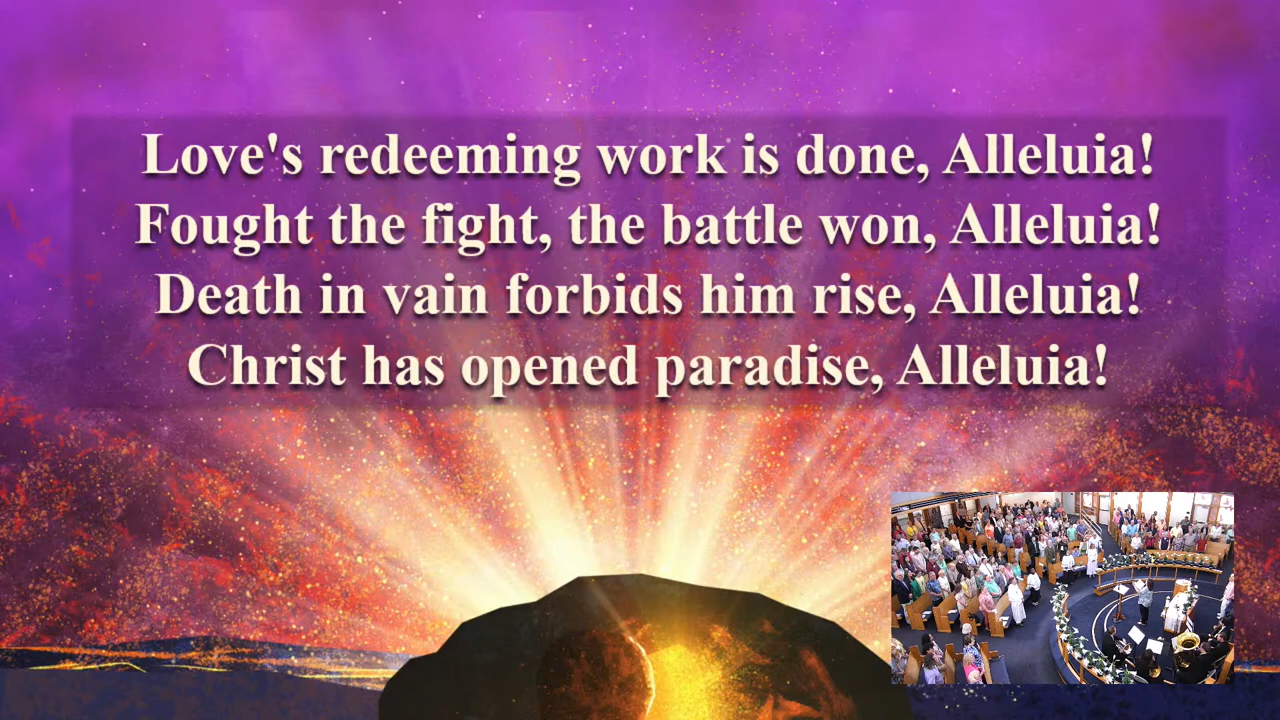 Love's redeeming work is done, Alleluia!
Fought the fight, the battle won, Alleluia!
Death in vain forbids him rise, Alleluia!
Christ has opened paradise, Alleluia!